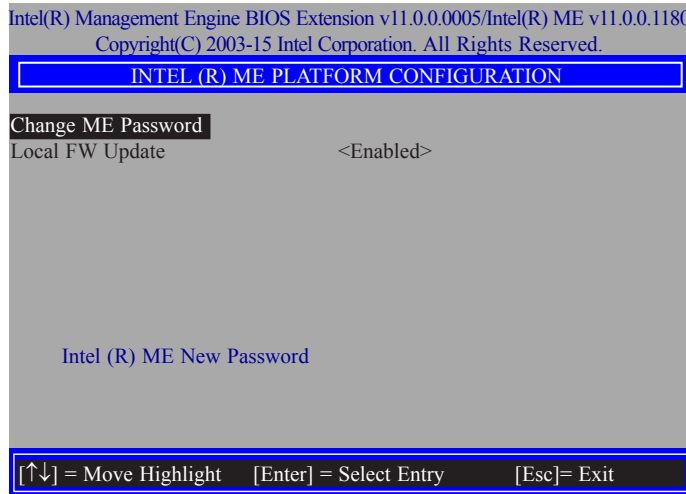 Intel(R) Management Engine BIOS Extension v11.0.0.0005/Intel(R) ME v11.0.0.1180
Copyright(C) 2003-15 Intel Corporation. All Rights Reserved.
INTEL (R) ME PLATFORM CONFIGURATION
Change ME Password
Local FW Update <Enabled>
Intel (R) ME New Password
[↑↓] = Move Highlight [Enter] = Select Entry [Esc]= Exit